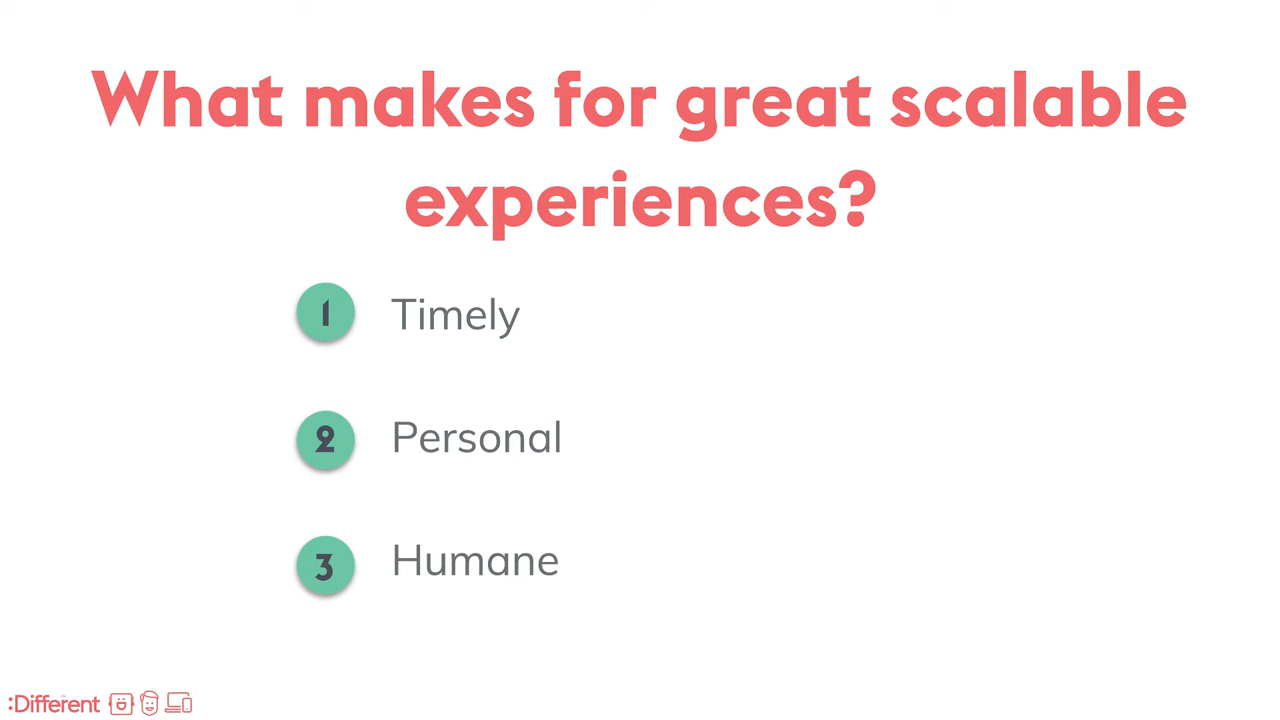 What makes for great scalable
experiences?
1 Timely
2 Personal
3 Humane
:Different